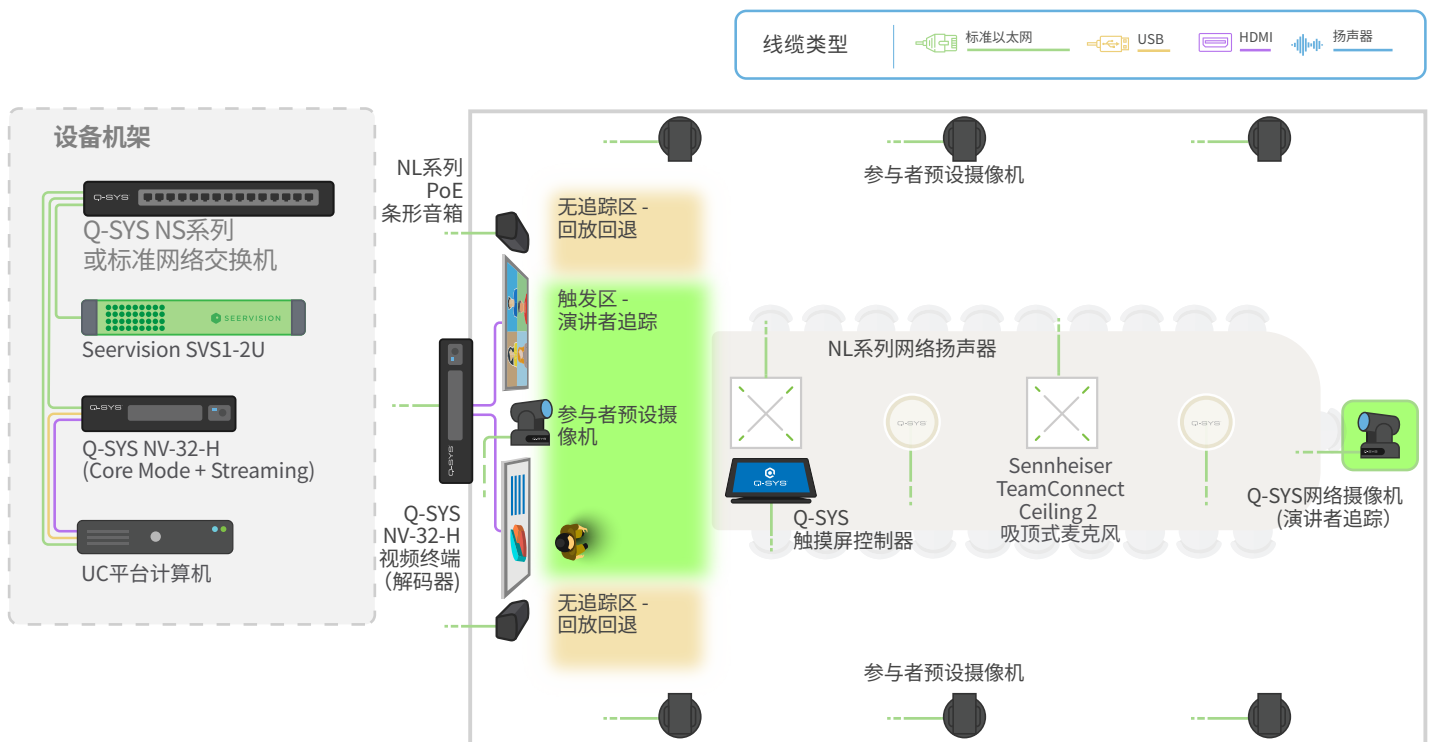 线缆类型
标准以太网
USB
HDMI
扬声器
设备机架
Q-SYS
Q-SYS NS系列
或标准网络交换机
SEERVISION
Seervision SVS1-2U
Q-SYS
Q-SYS NV-32-H
(Core Mode + Streaming)
UC平台计算机
NL系列
PoE
条形音箱
Q-SYS
Q-SYS
NV-32-H
视频终端
（解码器)
无追踪区 -
回放回退
触发区 -
演讲者追踪
Q-SYS
参与者预设摄
像机
无追踪区 -
回放回退
参与者预设摄像机
NL系列网络扬声器
Q-SYS
Q-SYS
Q-SYS
Q-SYS
触摸屏控制器
Sennheiser
TeamConnect
Ceiling 2
吸顶式麦克风
Q-SYS
Q-SYS网络摄像机
(演讲者追踪）
参与者预设摄像机